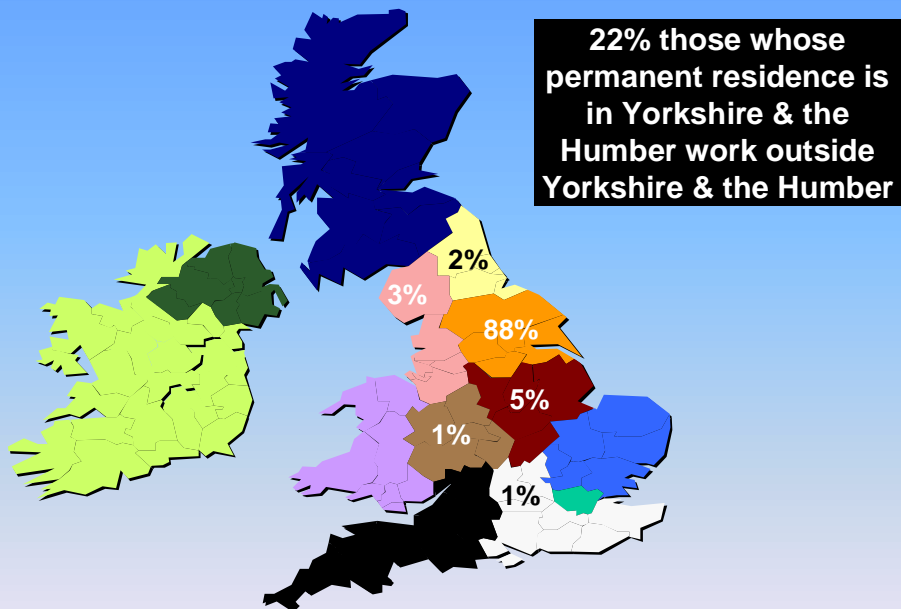 22% those whose
permanent residence is
in Yorkshire & the
Humber work outside
Yorkshire & the Humber
2%
3%
88%
5%
1%
1%